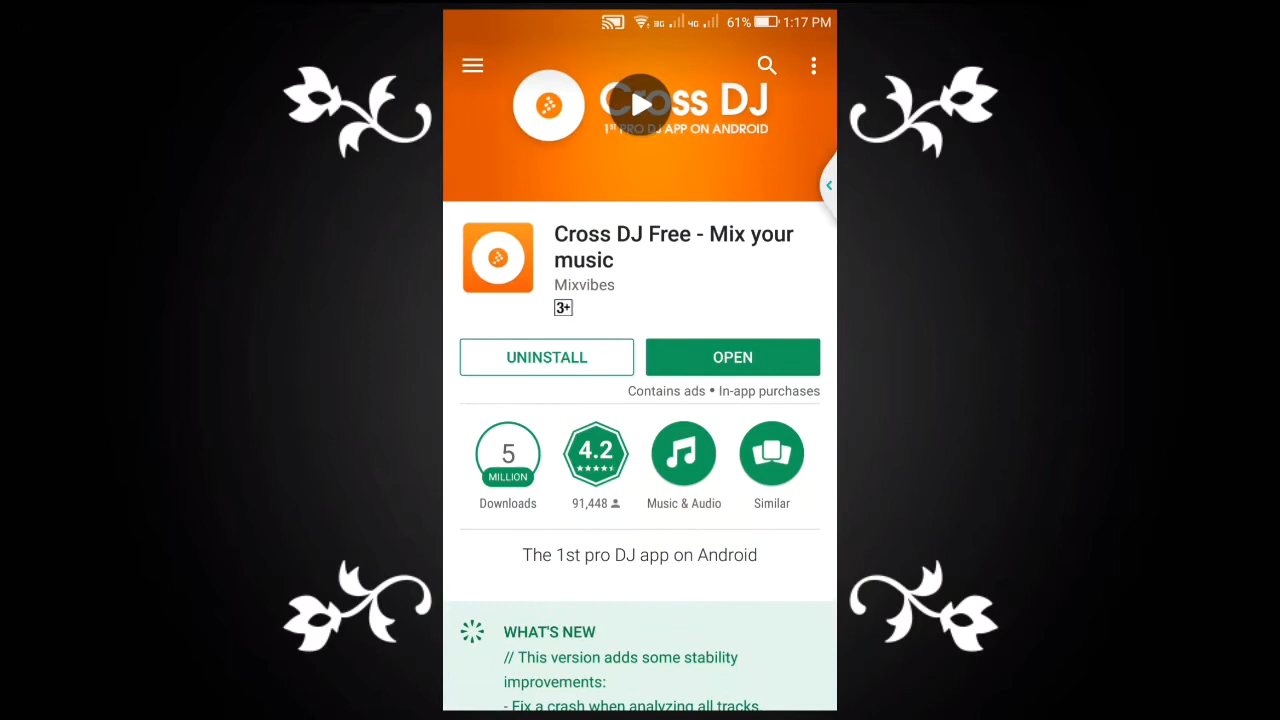 3G 4G 61% 1:17 PM
Cross DJ
1st PRO DJ APP ON ANDROID
Cross DJ Free - Mix your
music
Mixvibes
3+
UNINSTALL OPEN
Contains ads • In-app purchases
5
MILLION
4.2
Downloads 91,448 Music & Audio Similar
The 1st pro DJ app on Android
WHAT'S NEW
// This version adds some stability
improvements:
- Fix a crash when analyzing all tracks.